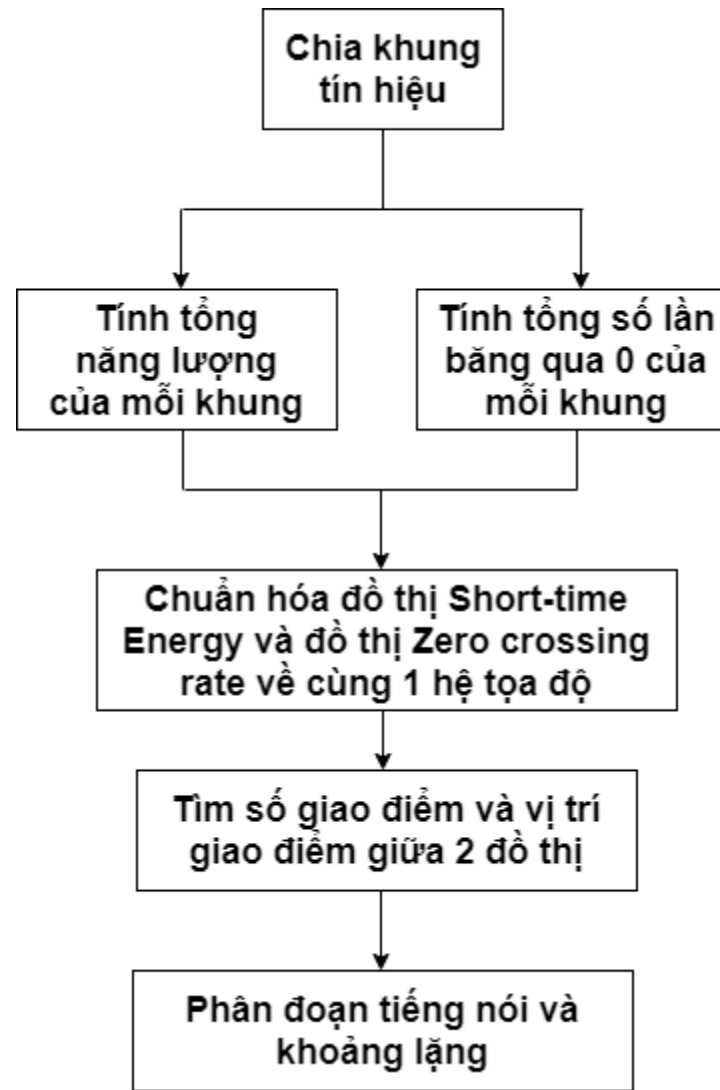 Chia khung
tín hiệu
Tính tổng
năng lượng
của mỗi khung
Tính tổng số lần
băng qua 0 của
mỗi khung
Chuẩn hóa đồ thị Short-time
Energy và đồ thị Zero crossing
rate về cùng 1 hệ tọa độ
Tìm số giao điểm và vị trí
giao điểm giữa 2 đồ thị
Phân đoạn tiếng nói và
khoảng lặng